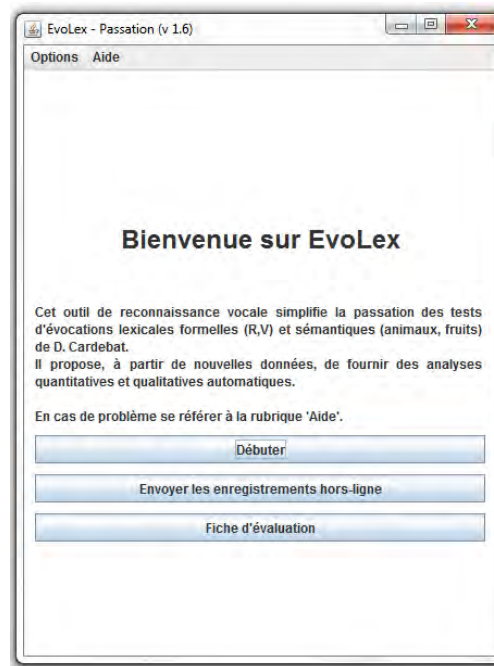 EvoLex - Passation (v 1.6)
Options Aide
Bienvenue sur EvoLex
Cet outil de reconnaissance vocale simplifie la passation des tests
d'évocations lexicales formelles (R,V) et sémantiques (animaux, fruits)
de D. Cardebat.
Il propose, à partir de nouvelles données, de fournir des analyses
quantitatives et qualitatives automatiques.
En cas de problème se référer à la rubrique 'Aide'.
Débuter
Envoyer les enregistrements hors-ligne
Fiche d'évaluation